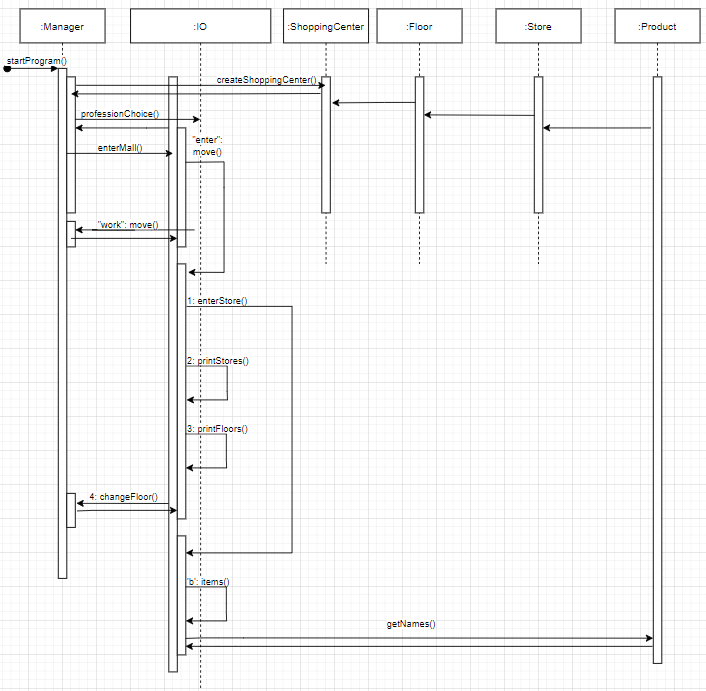 :Manager
:IO
:ShoppingCenter
:Floor
:Store
:Product
startProgram()
createShoppingCenter()
professionChoice()
"enter":
move()
enterMall()
"work": move()
1: enterStore()
2: printStores()
3: printFloors()
4: changeFloor()
'b': items()
getNames()